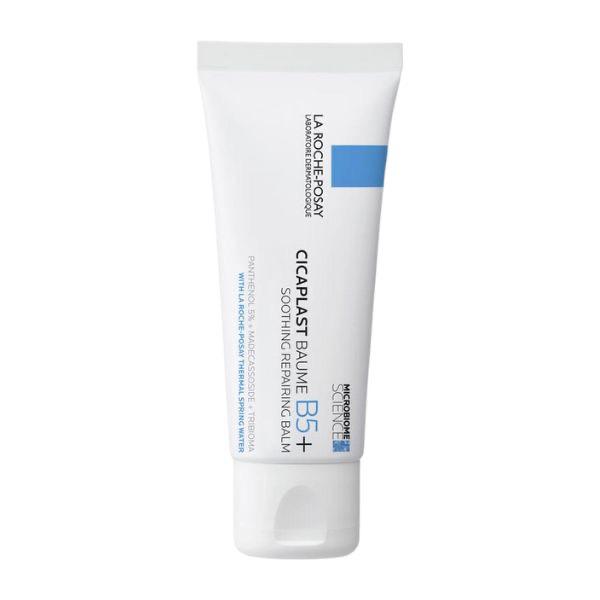 LA ROCHE-POSAY
LABORATOIRE DERMATOLOGIQUE
CICAPLAST BAUME B5+
SOOTHING REPAIRING BALM
PANTHENOL 5% + MADECASSOSIDE + TRIBIOMA
WITH LA ROCHE-POSAY THERMAL SPRING WATER
MICROBIOME
SCIENCE